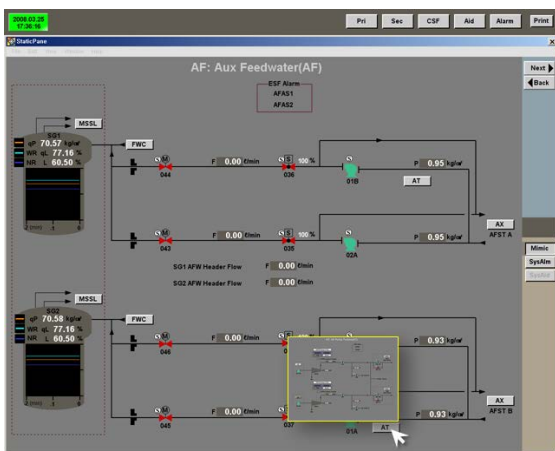 2008.03.25
17:36:16
Pri Sec CSF Aid Alarm Print
StaticPane
AF: Aux Feedwater(AF)
Next
Back
ESF Alarm
AFAS1
AFAS2
MSSL
SG1
qP 70.57 kg/㎠
WR qL 77.16 %
NR L 60.50 %
FWC
M
S
044
F 0.00 ℓ/min
S S 100 %
036
S
01B
P 0.95 kg/㎠
AT
AX
AFST A
S M
043
F 0.00 ℓ/min
S S 100 %
035
S
02A
P 0.95 kg/㎠
SG1 AFW Header Flow F 0.00 ℓ/min
SG2 AFW Header Flow F 0.00 ℓ/min
Mimic
SysAlm
MSSL
SG2
qP 70.58 kg/㎠
WR qL 77.16 %
NR L 60.50 %
FWC
S M
046
F 0.00 ℓ/min
P 0.93 kg/㎠
AX
AFST B
S M
045
F 0.00 ℓ/min
037
01A
P 0.93 kg/㎠
AT